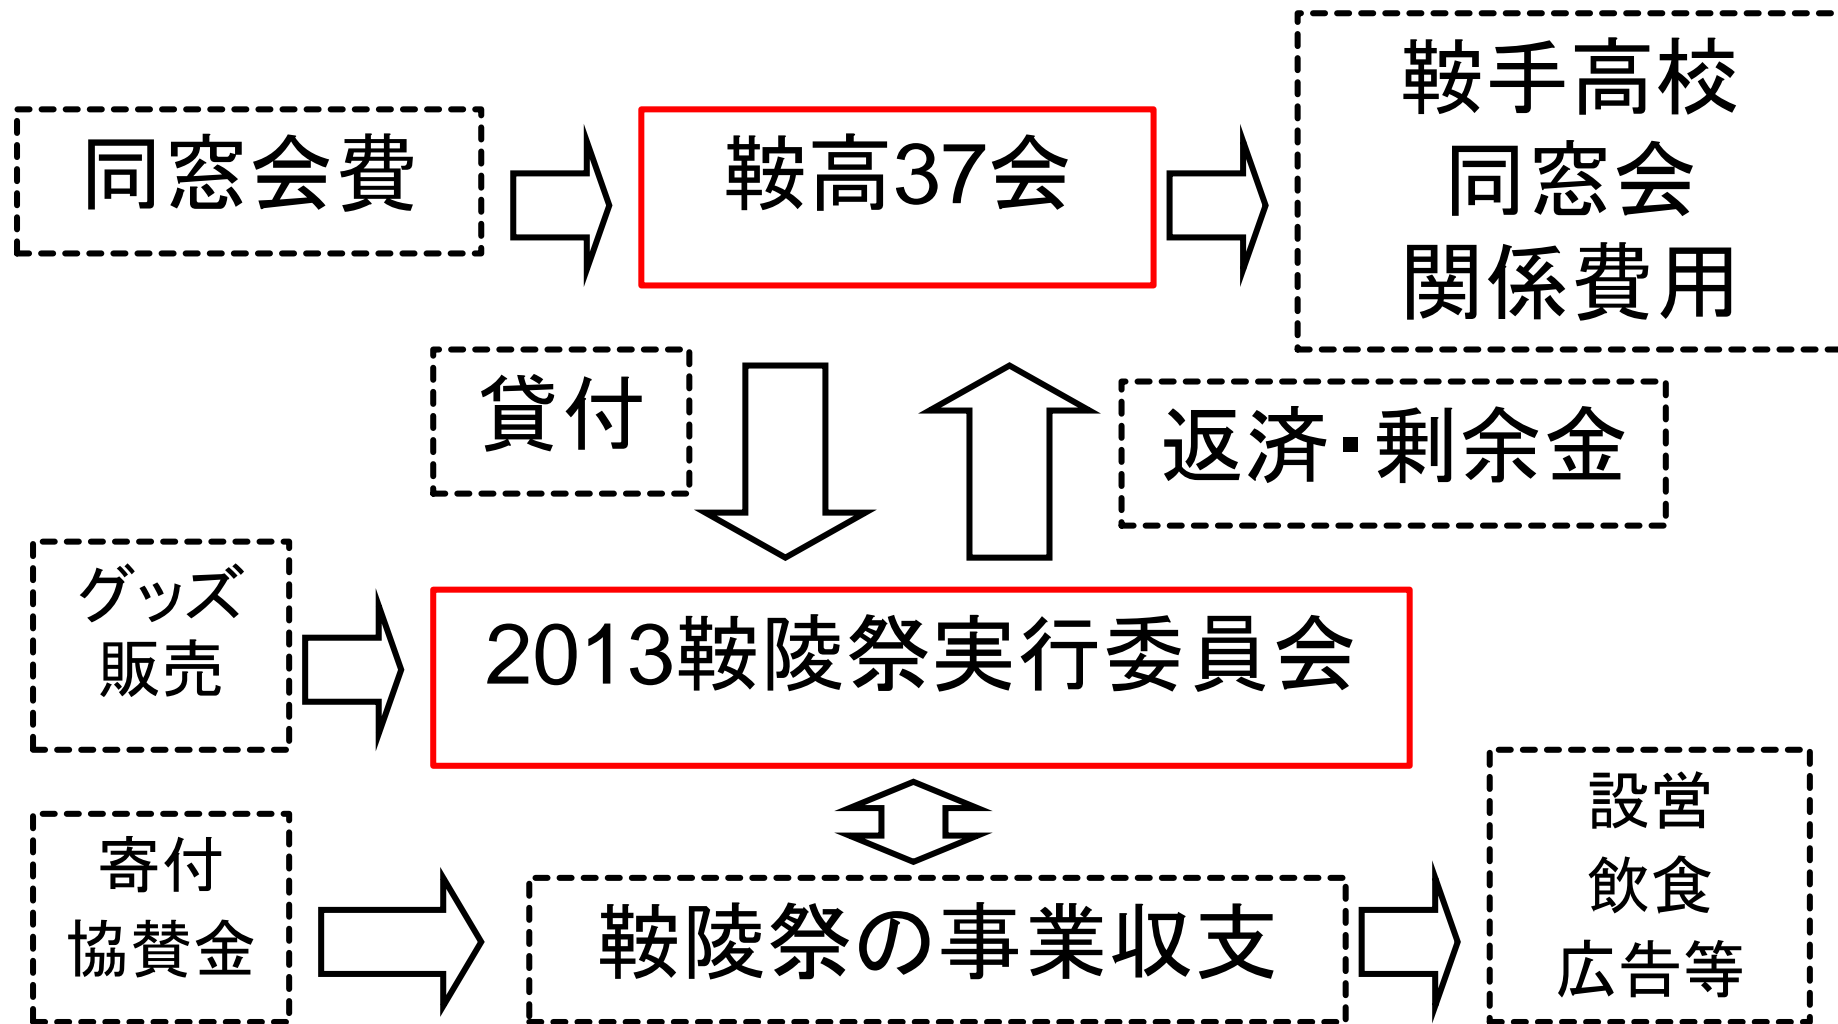 同窓会費
鞍高37会
鞍手高校
同窓会
関係費用
貸付
返済・剰余金
グッズ
販売
2013鞍陵祭実行委員会
寄付
協賛金
鞍陵祭の事業収支
設営
飲食
広告等